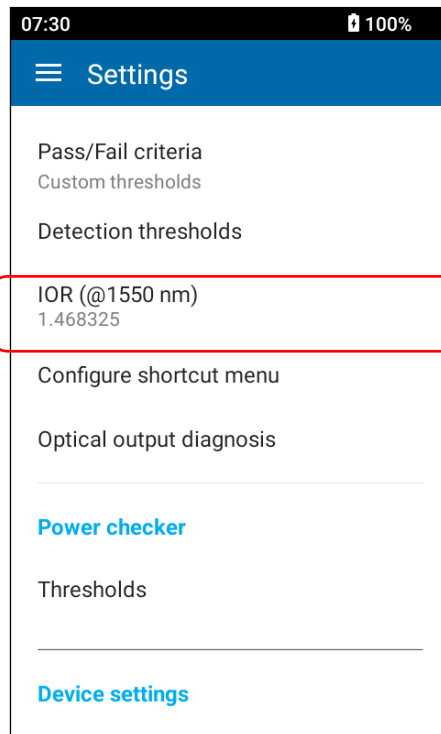 07:30 100%
Settings
Pass/Fail criteria
Custom thresholds
Detection thresholds
IOR (@1550 nm)
1.468325
Configure shortcut menu
Optical output diagnosis
Power checker
Thresholds
Device settings